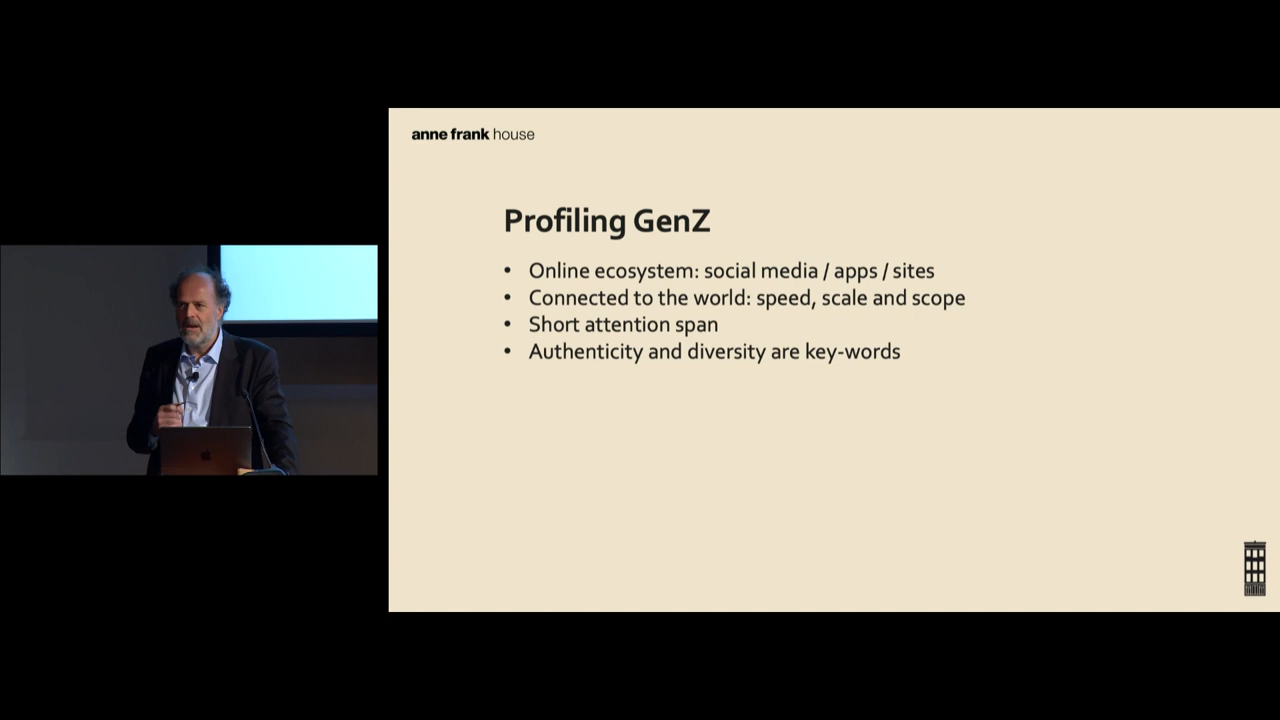 anne frank house
Profiling GenZ
• Online ecosystem: social media / apps / sites
• Connected to the world: speed, scale and scope
• Short attention span
• Authenticity and diversity are key-words